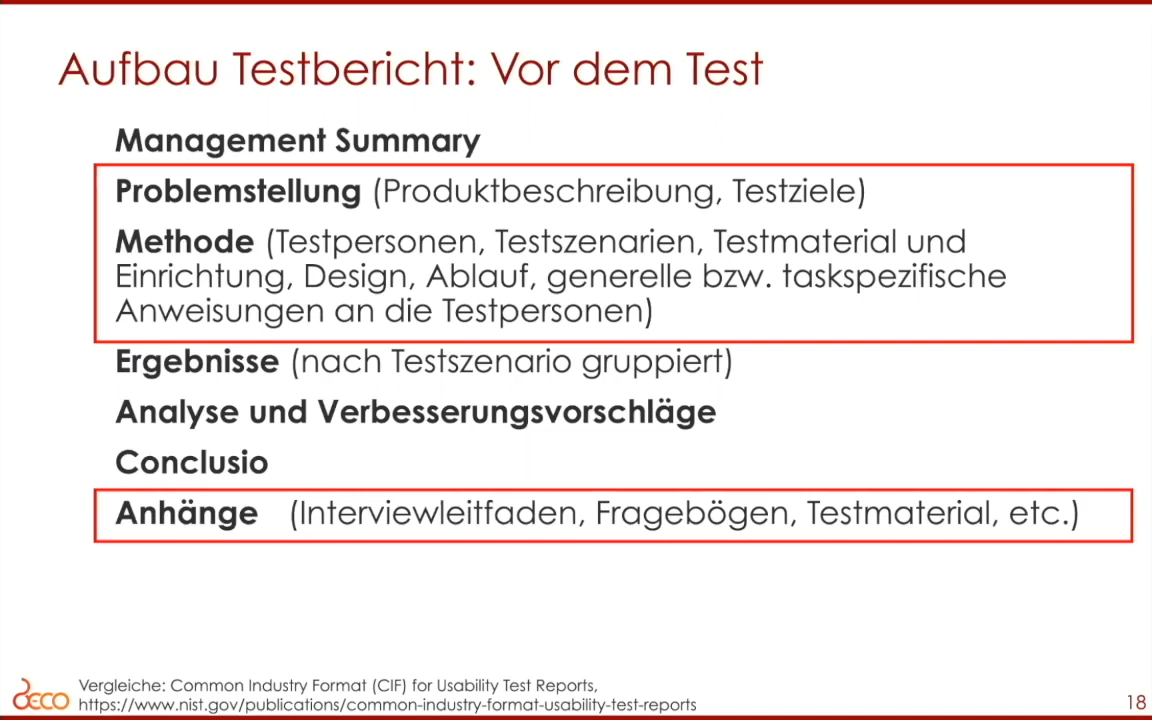 Aufbau Testbericht: Vor dem Test
Management Summary
Problemstellung (Produktbeschreibung, Testziele)
Methode (Testpersonen, Testszenarien, Testmaterial und
Einrichtung, Design, Ablauf, generelle bzw. taskspezifische
Anweisungen an die Testpersonen)
Ergebnisse (nach Testszenario gruppiert)
Analyse und Verbesserungsvorschläge
Conclusio
Anhänge (Interviewleitfaden, Fragebögen, Testmaterial, etc.)
Vergleiche: Common Industry Format (CIF) for Usability Test Reports,
https://www.nist.gov/publications/common-industry-format-usability-test-reports
18